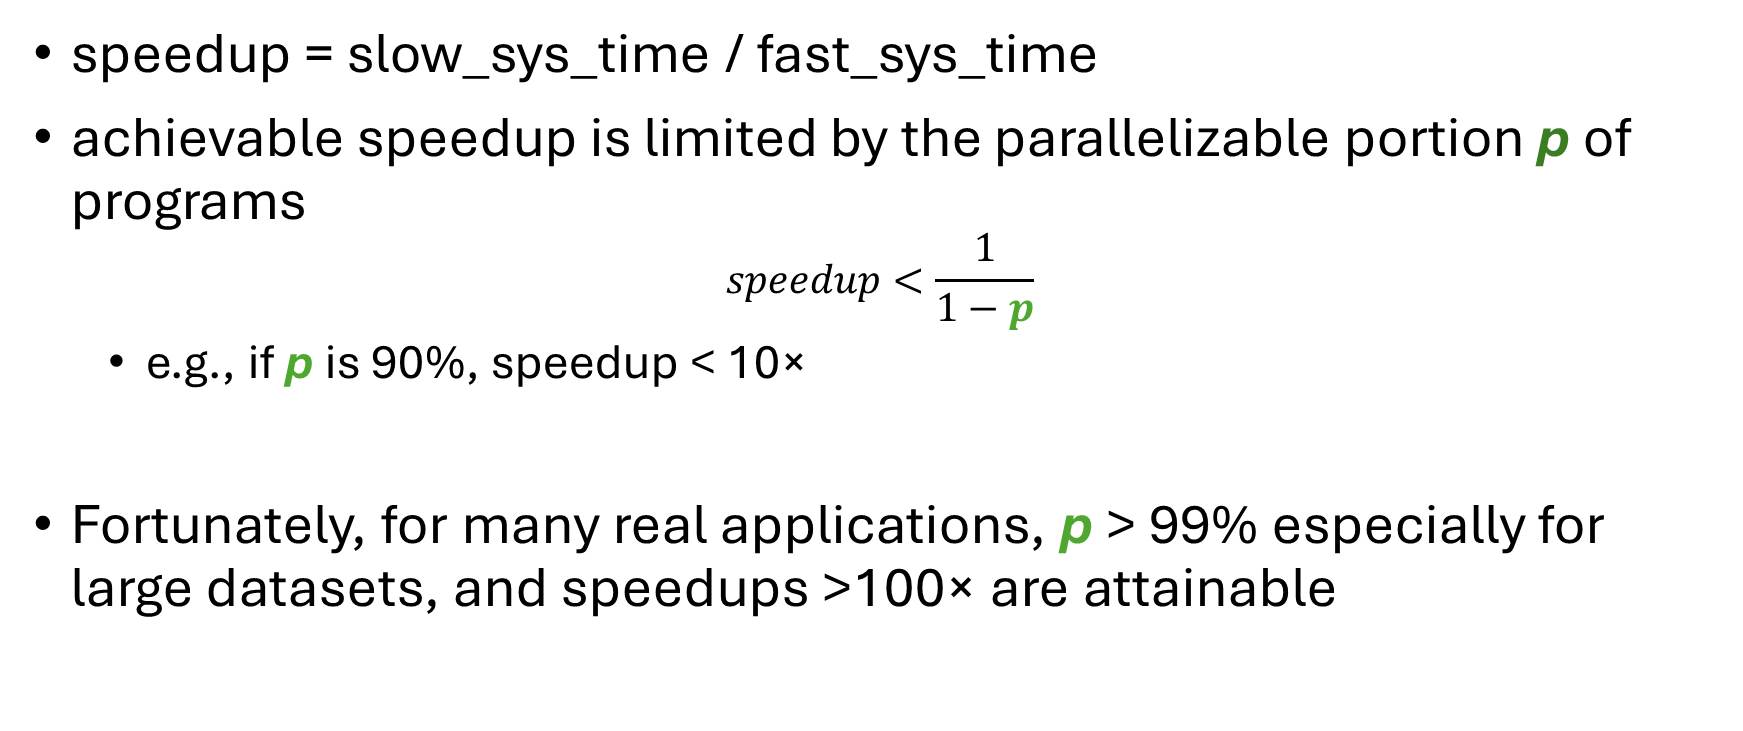 • speedup = slow_sys_time / fast_sys_time
• achievable speedup is limited by the parallelizable portion p of
programs
speedup < 1 / (1 − p)
• e.g., if p is 90%, speedup < 10×
• Fortunately, for many real applications, p > 99% especially for
large datasets, and speedups >100× are attainable